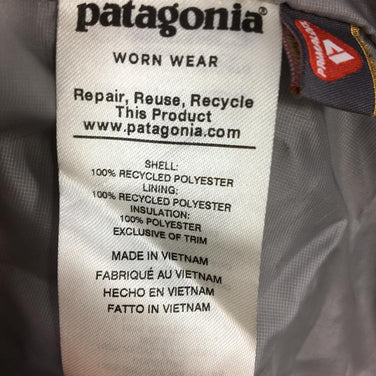 patagonia®
WORN WEAR
Repair, Reuse, Recycle
This Product
www.patagonia.com
SHELL:
100% RECYCLED POLYESTER
LINING:
100% RECYCLED POLYESTER
INSULATION:
100% POLYESTER
EXCLUSIVE OF TRIM
MADE IN VIETNAM
FABRIQUÉ AU VIETNAM
HECHO EN VIETNAM
FATTO IN VIETNAM
PRIMALOFT